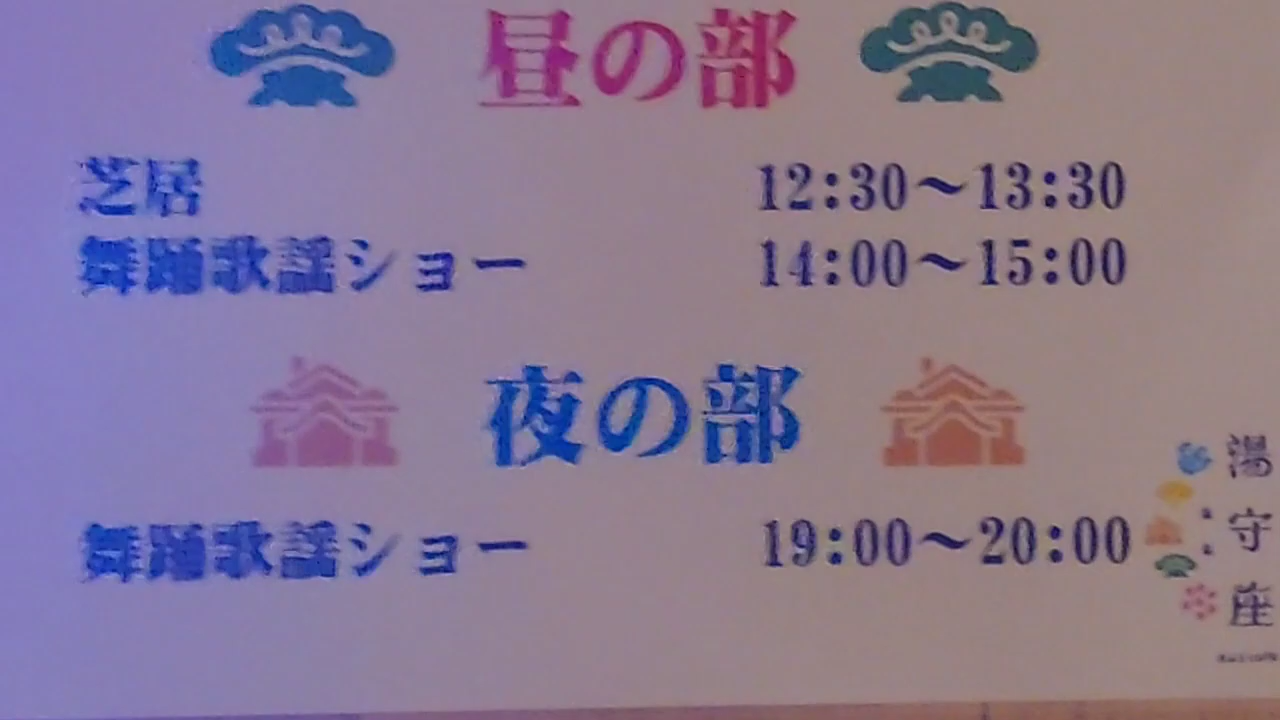 昼の部
芝居 12:30～13:30
舞踊歌謡ショー 14:00～15:00
夜の部
舞踊歌謡ショー 19:00～20:00
湯守座